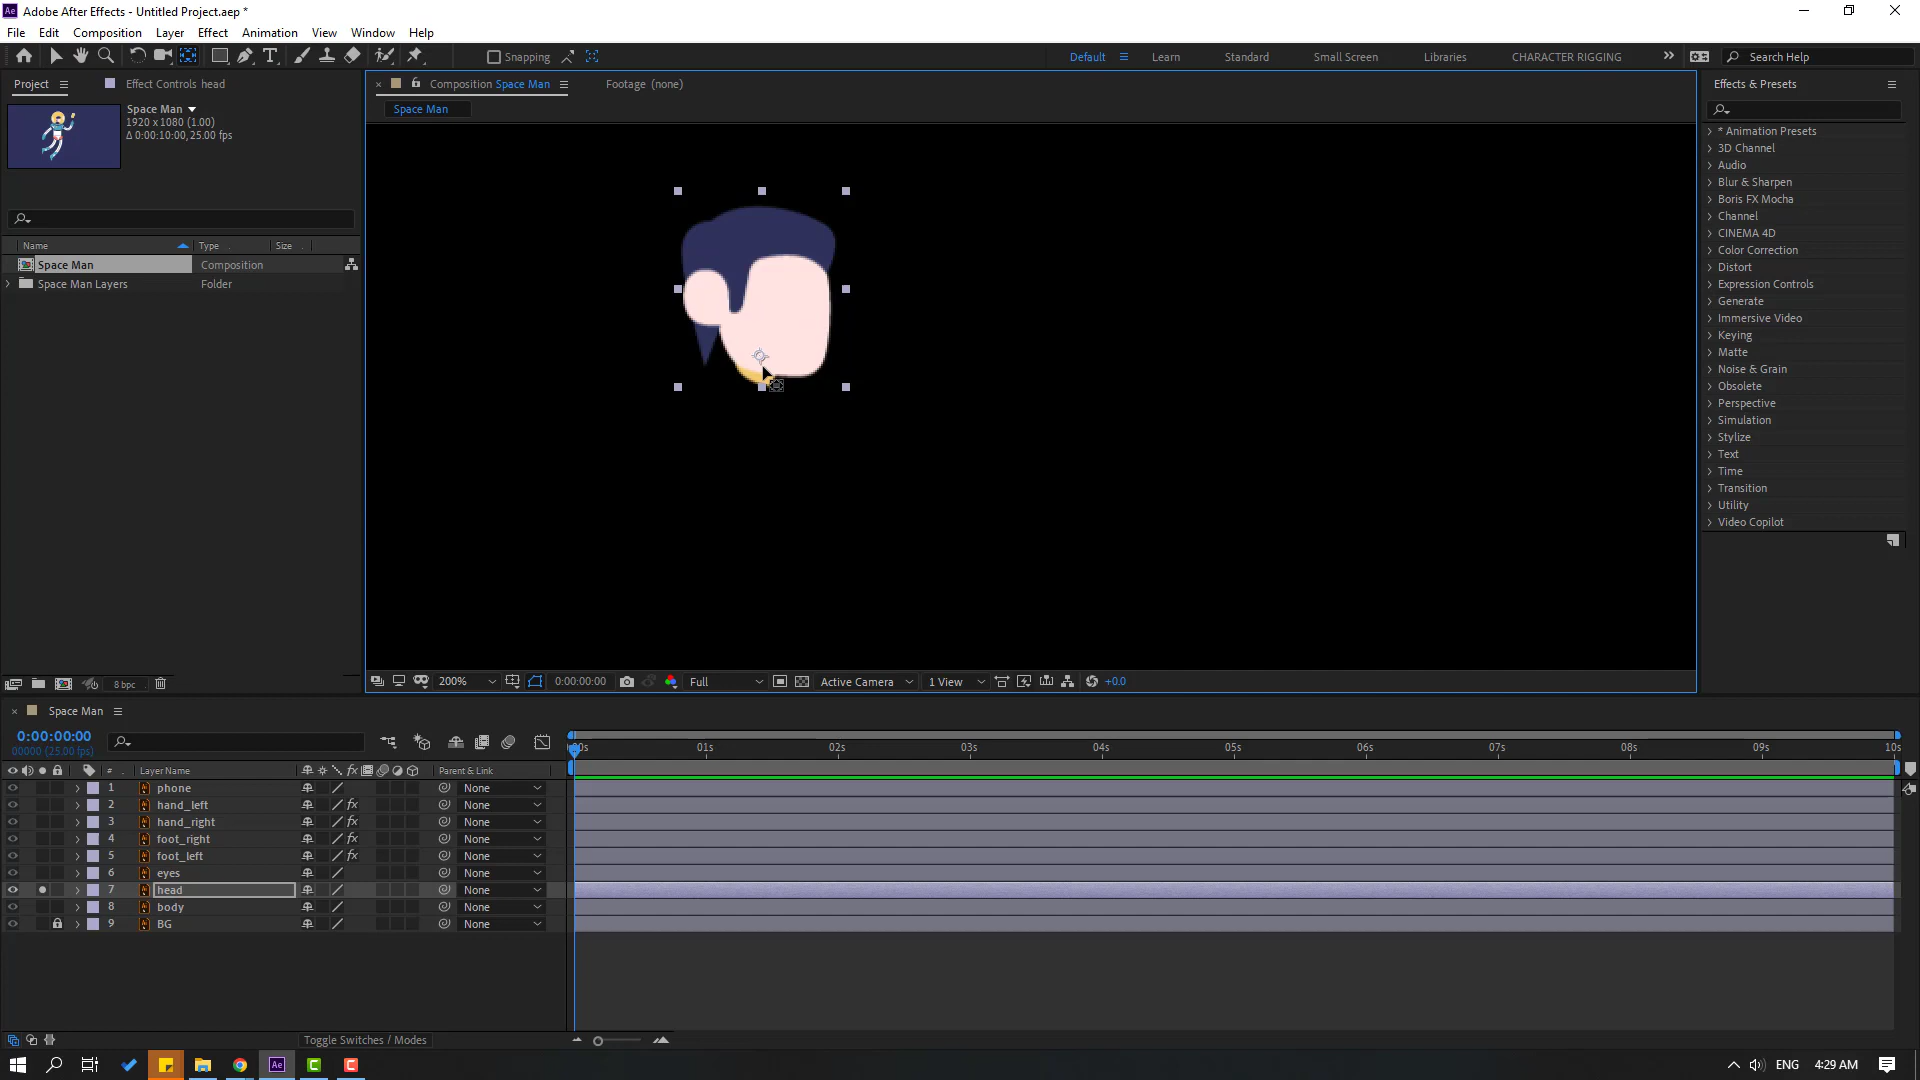 Ae Adobe After Effects - Untitled Project.aep *
File Edit Composition Layer Effect Animation View Window Help
Snapping
Default Learn Standard Small Screen Libraries CHARACTER RIGGING Search Help
Project Effect Controls head
Composition Space Man Footage (none)
Effects & Presets
Space Man
1920 x 1080 (1.00)
Δ 0:00:10:00, 25.00 fps
Space Man
Name Type Size
Space Man Composition
Space Man Layers Folder
* Animation Presets
3D Channel
Audio
Blur & Sharpen
Boris FX Mocha
Channel
CINEMA 4D
Color Correction
Distort
Expression Controls
Generate
Immersive Video
Keying
Matte
Noise & Grain
Obsolete
Perspective
Simulation
Stylize
Text
Time
Transition
Utility
Video Copilot
8 bpc
200% 0:00:00:00 Full Active Camera 1 View +0.0
Space Man
0:00:00:00
00000 (25.00 fps)
00s 01s 02s 03s 04s 05s 06s 07s 08s 09s 10s
# Layer Name fx Parent & Link
1 phone None
2 hand_left fx None
3 hand_right fx None
4 foot_right fx None
5 foot_left fx None
6 eyes None
7 head None
8 body None
9 BG None
Toggle Switches / Modes
Ae ENG 4:29 AM